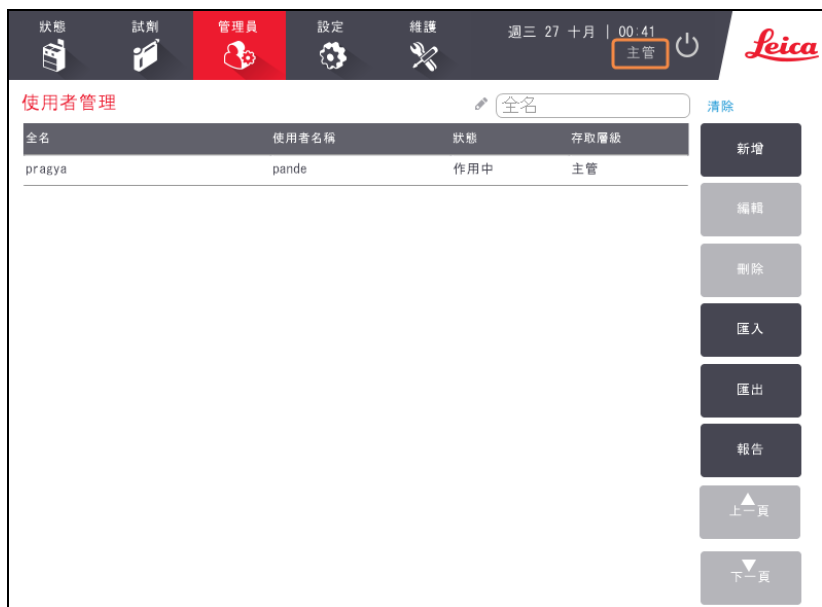 狀態 試劑 管理員 設定 維護 週三 27 十月 | 00:41
主管
Leica
使用者管理 全名 清除
全名 使用者名稱 狀態 存取層級
pragya pande 作用中 主管
新增
編輯
刪除
匯入
匯出
報告
上一頁
下一頁